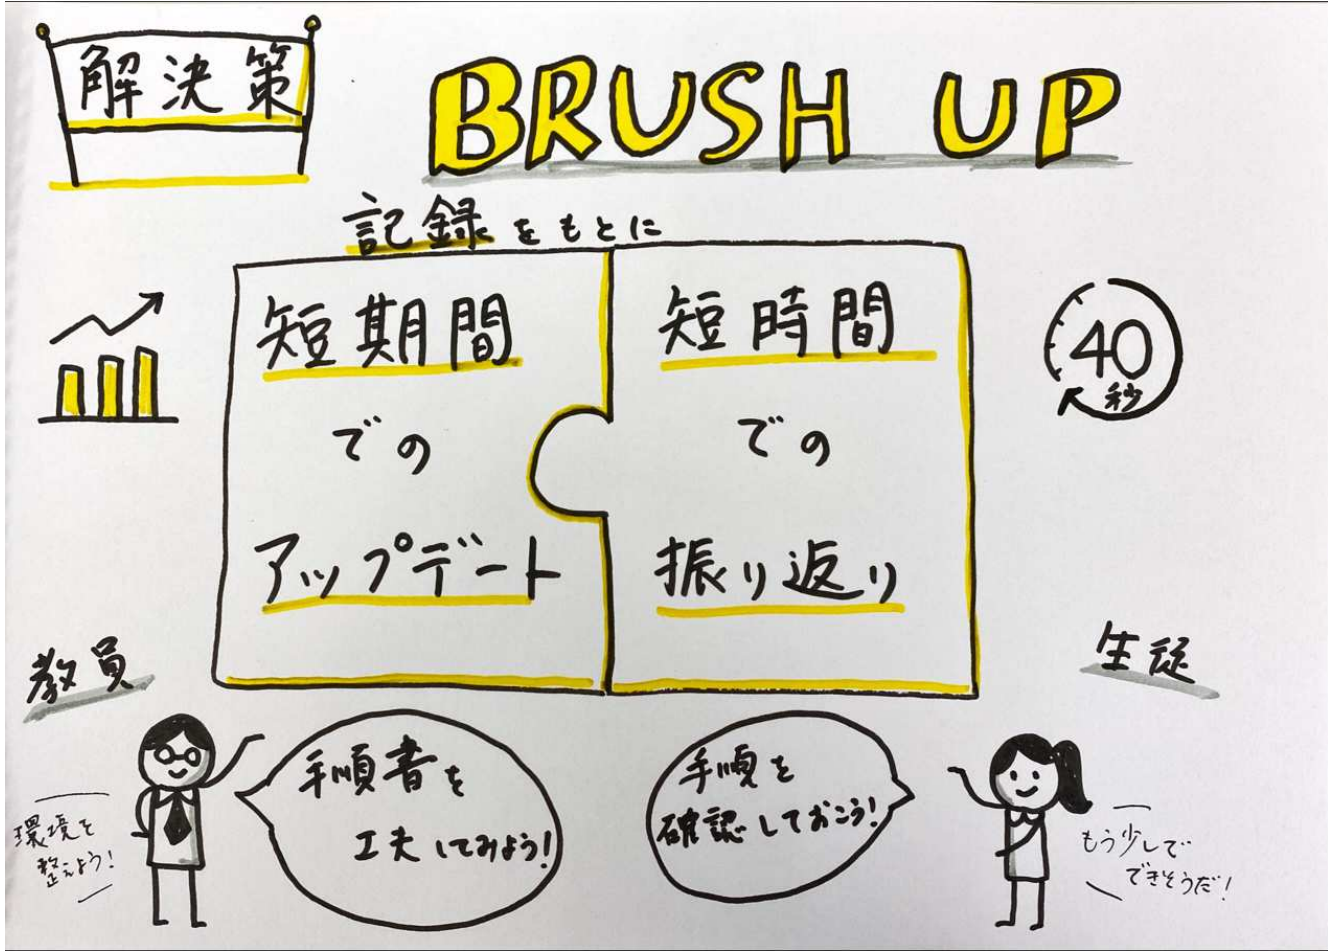 解決策
BRUSH UP
記録をもとに
短期間
での
アップデート
短時間
での
振り返り
40
秒
教員
生徒
手順書を
工夫してみよう!
手順を
確認しておこう!
環境を
整えよう!
もう少しで
できそうだ!